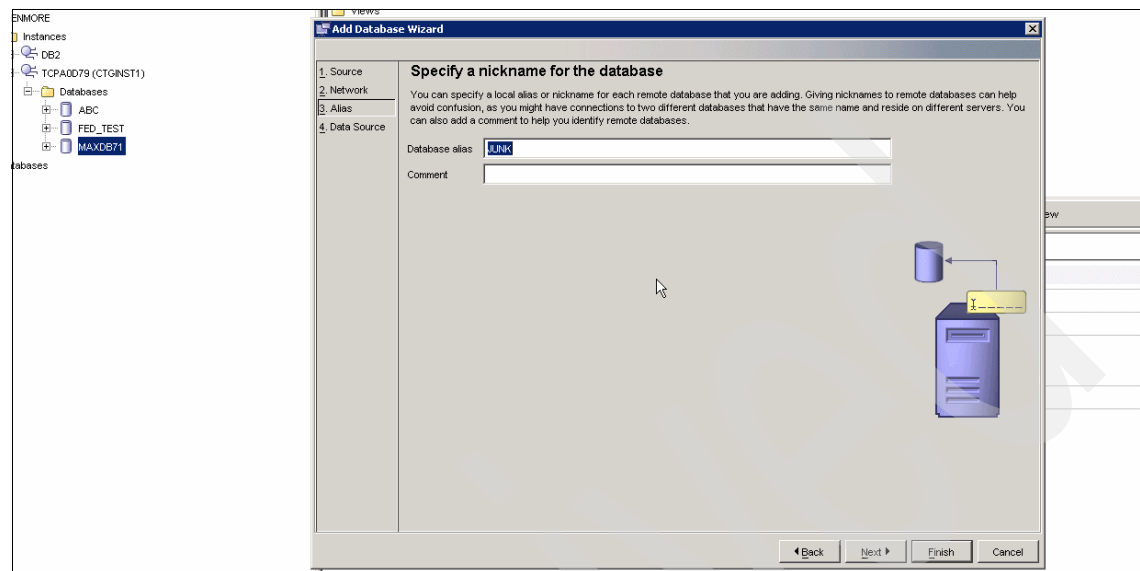 ENMORE
Instances
DB2
TCPA0D79 (CTGINST1)
Databases
ABC
FED_TEST
MAXDB71
tabases
Views
Add Database Wizard
1. Source
2. Network
3. Alias
4. Data Source
Specify a nickname for the database
You can specify a local alias or nickname for each remote database that you are adding. Giving nicknames to remote databases can help
avoid confusion, as you might have connections to two different databases that have the same name and reside on different servers. You
can also add a comment to help you identify remote databases.
Database alias JUNK
Comment
Back Next Finish Cancel
ew